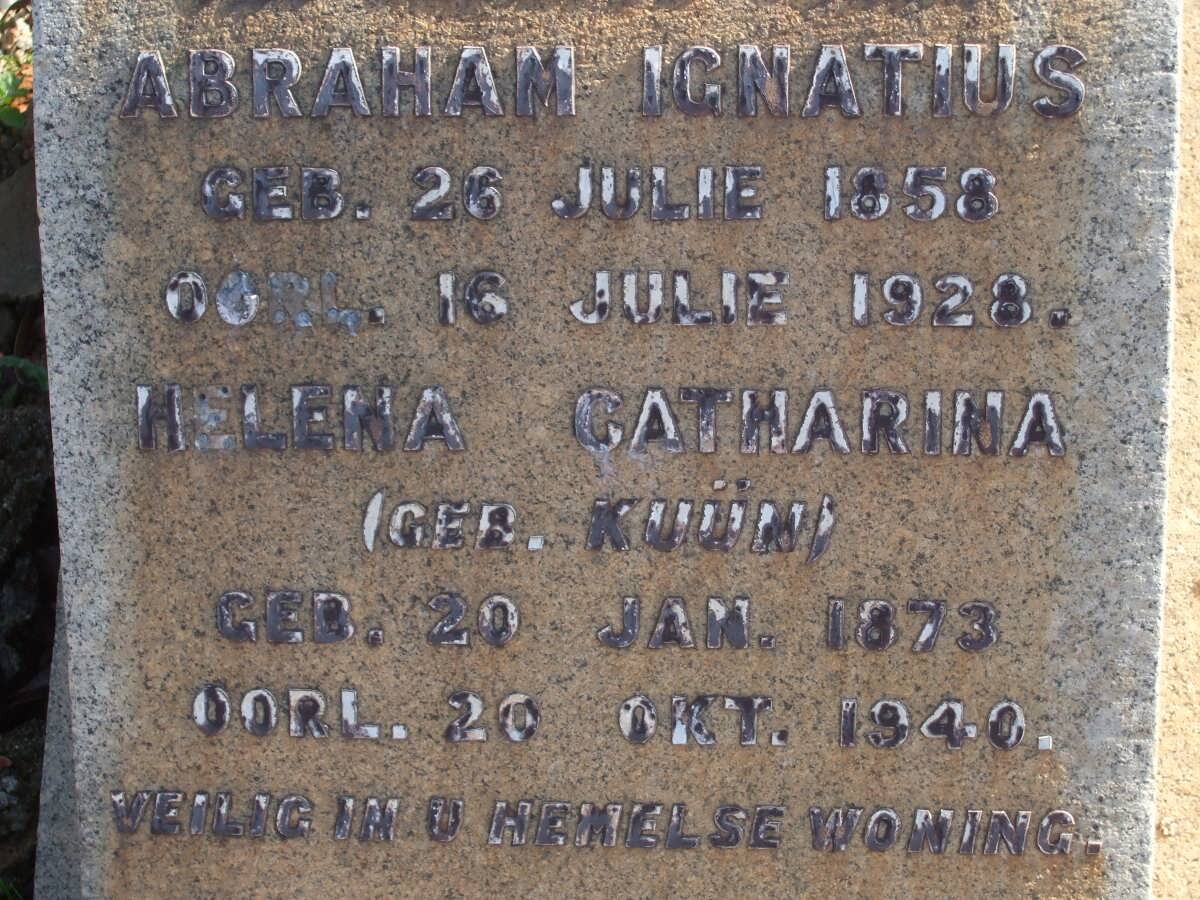 ABRAHAM IGNATIUS
GEB. 26 JULIE 1858
OORL. 16 JULIE 1928.
HELENA CATHARINA
(GEB. KUÜN)
GEB. 20 JAN. 1873
OORL. 20 OKT. 1940.
VEILIG IN U HEMELSE WONING.